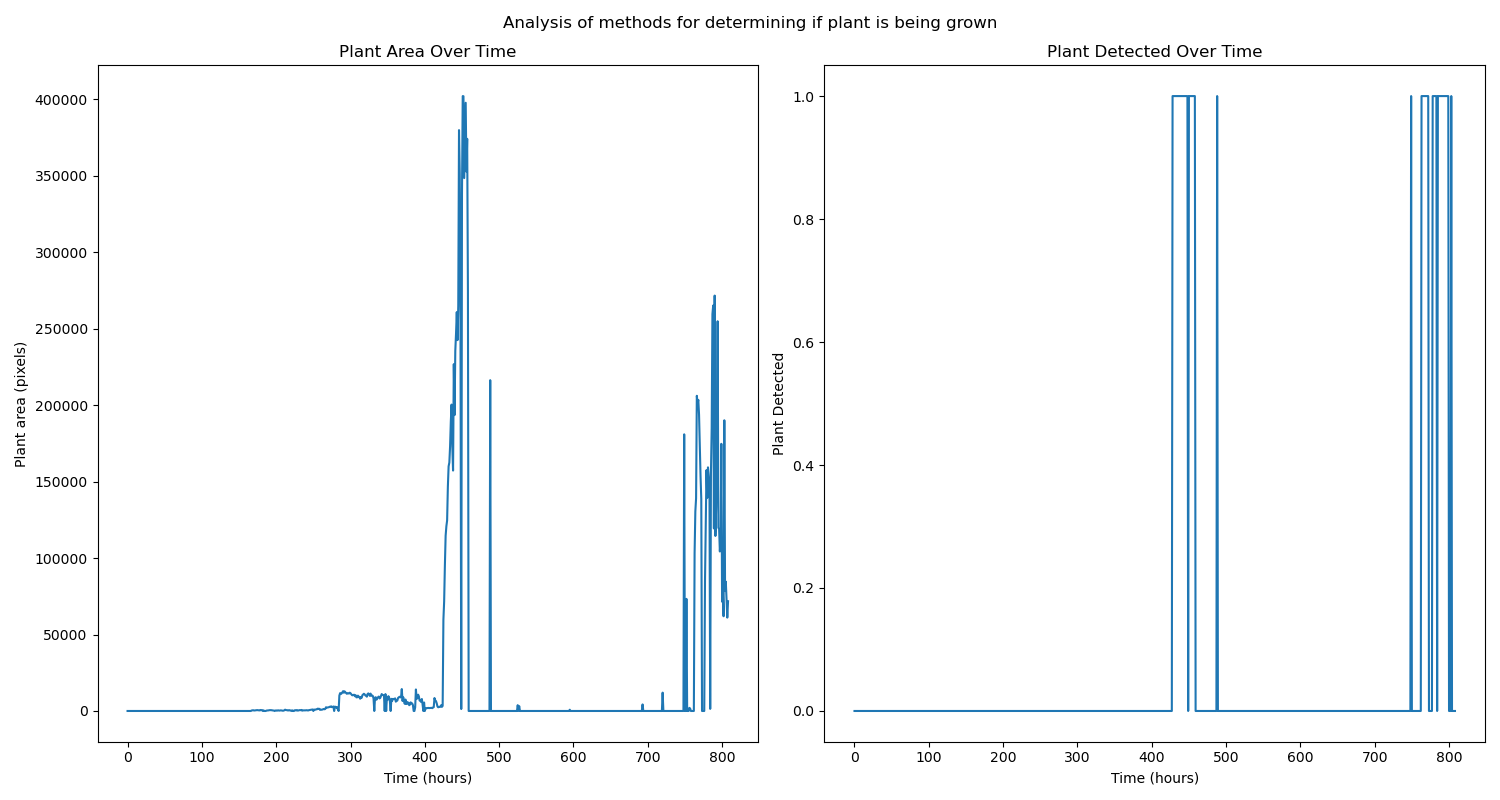 Analysis of methods for determining if plant is being grown
Plant Area Over Time
400000
350000
300000
250000
200000
150000
100000
50000
0
Plant area (pixels)
0 100 200 300 400 500 600 700 800
Time (hours)
Plant Detected Over Time
1.0
0.8
0.6
0.4
0.2
0.0
Plant Detected
0 100 200 300 400 500 600 700 800
Time (hours)